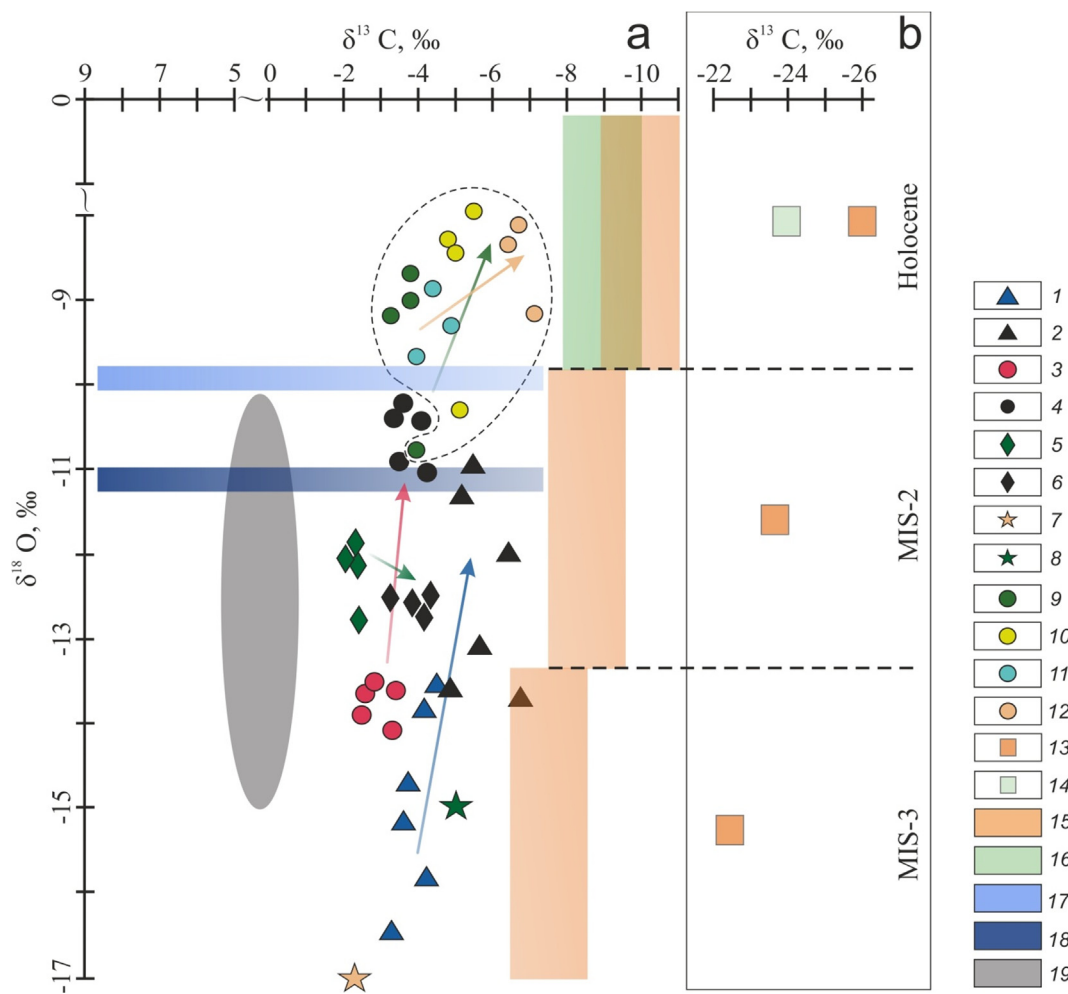 δ¹³ C, ‰
a
δ¹³ C, ‰
b
9 7 5 0 -2 -4 -6 -8 -10
-22 -24 -26
0
-9
-11
-13
-15
-17
δ¹⁸ O, ‰
Holocene
MIS-2
MIS-3
1
2
3
4
5
6
7
8
9
10
11
12
13
14
15
16
17
18
19